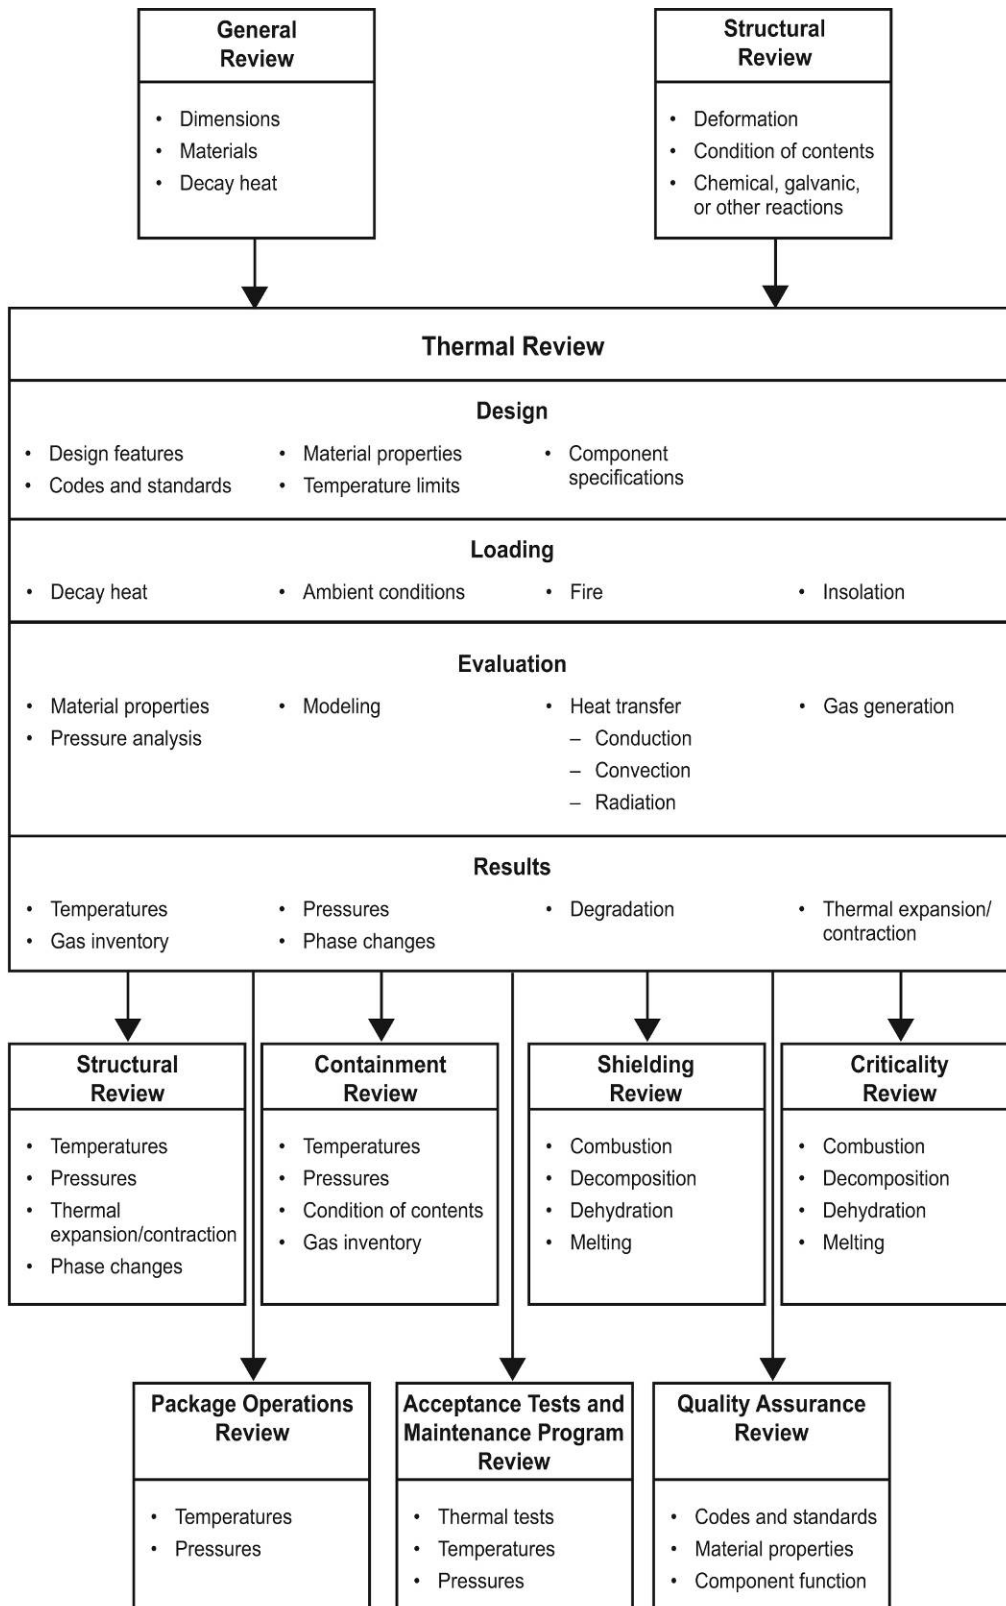 General
Review
• Dimensions
• Materials
• Decay heat
Structural
Review
• Deformation
• Condition of contents
• Chemical, galvanic,
or other reactions
Thermal Review
Design
• Design features
• Codes and standards
• Material properties
• Temperature limits
• Component
specifications
Loading
• Decay heat
• Ambient conditions
• Fire
• Insolation
Evaluation
• Material properties
• Pressure analysis
• Modeling
• Heat transfer
– Conduction
– Convection
– Radiation
• Gas generation
Results
• Temperatures
• Gas inventory
• Pressures
• Phase changes
• Degradation
• Thermal expansion/
contraction
Structural
Review
• Temperatures
• Pressures
• Thermal
expansion/contraction
• Phase changes
Containment
Review
• Temperatures
• Pressures
• Condition of contents
• Gas inventory
Shielding
Review
• Combustion
• Decomposition
• Dehydration
• Melting
Criticality
Review
• Combustion
• Decomposition
• Dehydration
• Melting
Package Operations
Review
• Temperatures
• Pressures
Acceptance Tests and
Maintenance Program
Review
• Thermal tests
• Temperatures
• Pressures
Quality Assurance
Review
• Codes and standards
• Material properties
• Component function